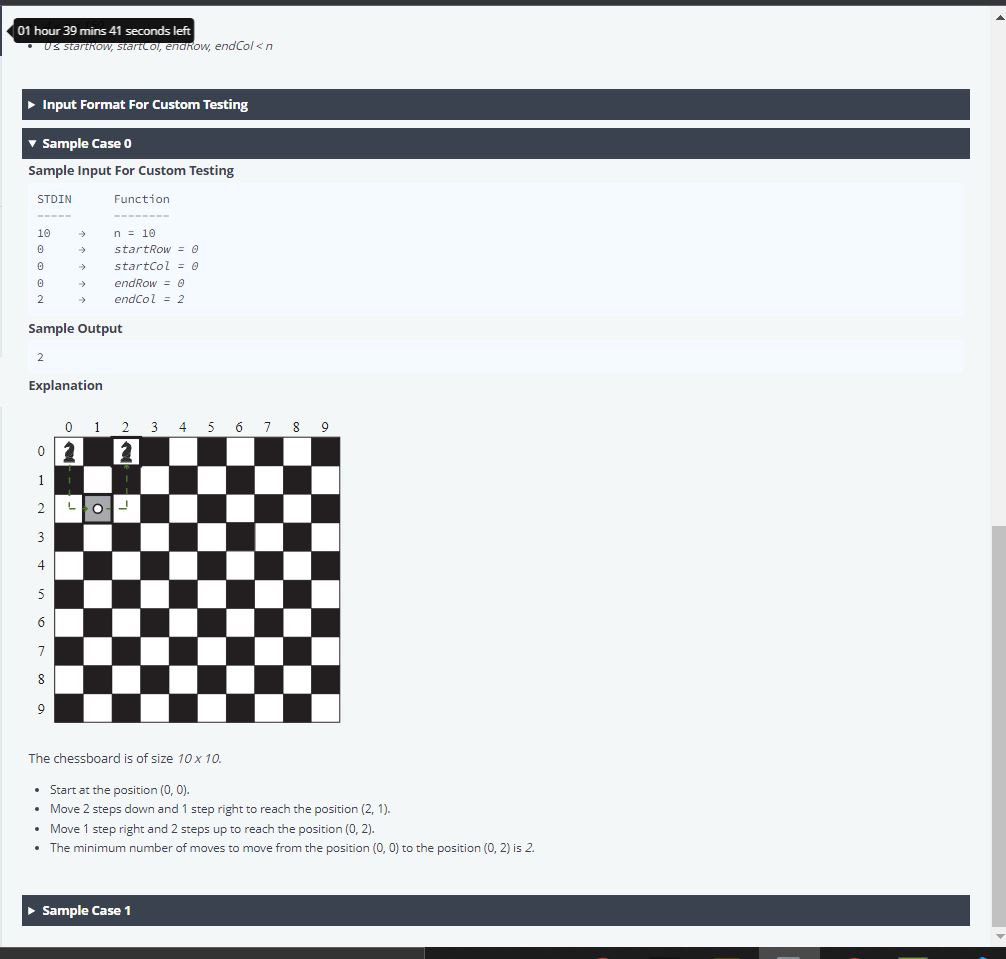 01 hour 39 mins 41 seconds left
• 0 ≤ startRow, startCol, endRow, endCol < n
▶ Input Format For Custom Testing
▼ Sample Case 0
Sample Input For Custom Testing
STDIN Function
----- --------
10 → n = 10
0 → startRow = 0
0 → startCol = 0
0 → endRow = 0
2 → endCol = 2
Sample Output
2
Explanation
0 1 2 3 4 5 6 7 8 9
0
1
2
3
4
5
6
7
8
9
The chessboard is of size 10 x 10.
• Start at the position (0, 0).
• Move 2 steps down and 1 step right to reach the position (2, 1).
• Move 1 step right and 2 steps up to reach the position (0, 2).
• The minimum number of moves to move from the position (0, 0) to the position (0, 2) is 2.
▶ Sample Case 1